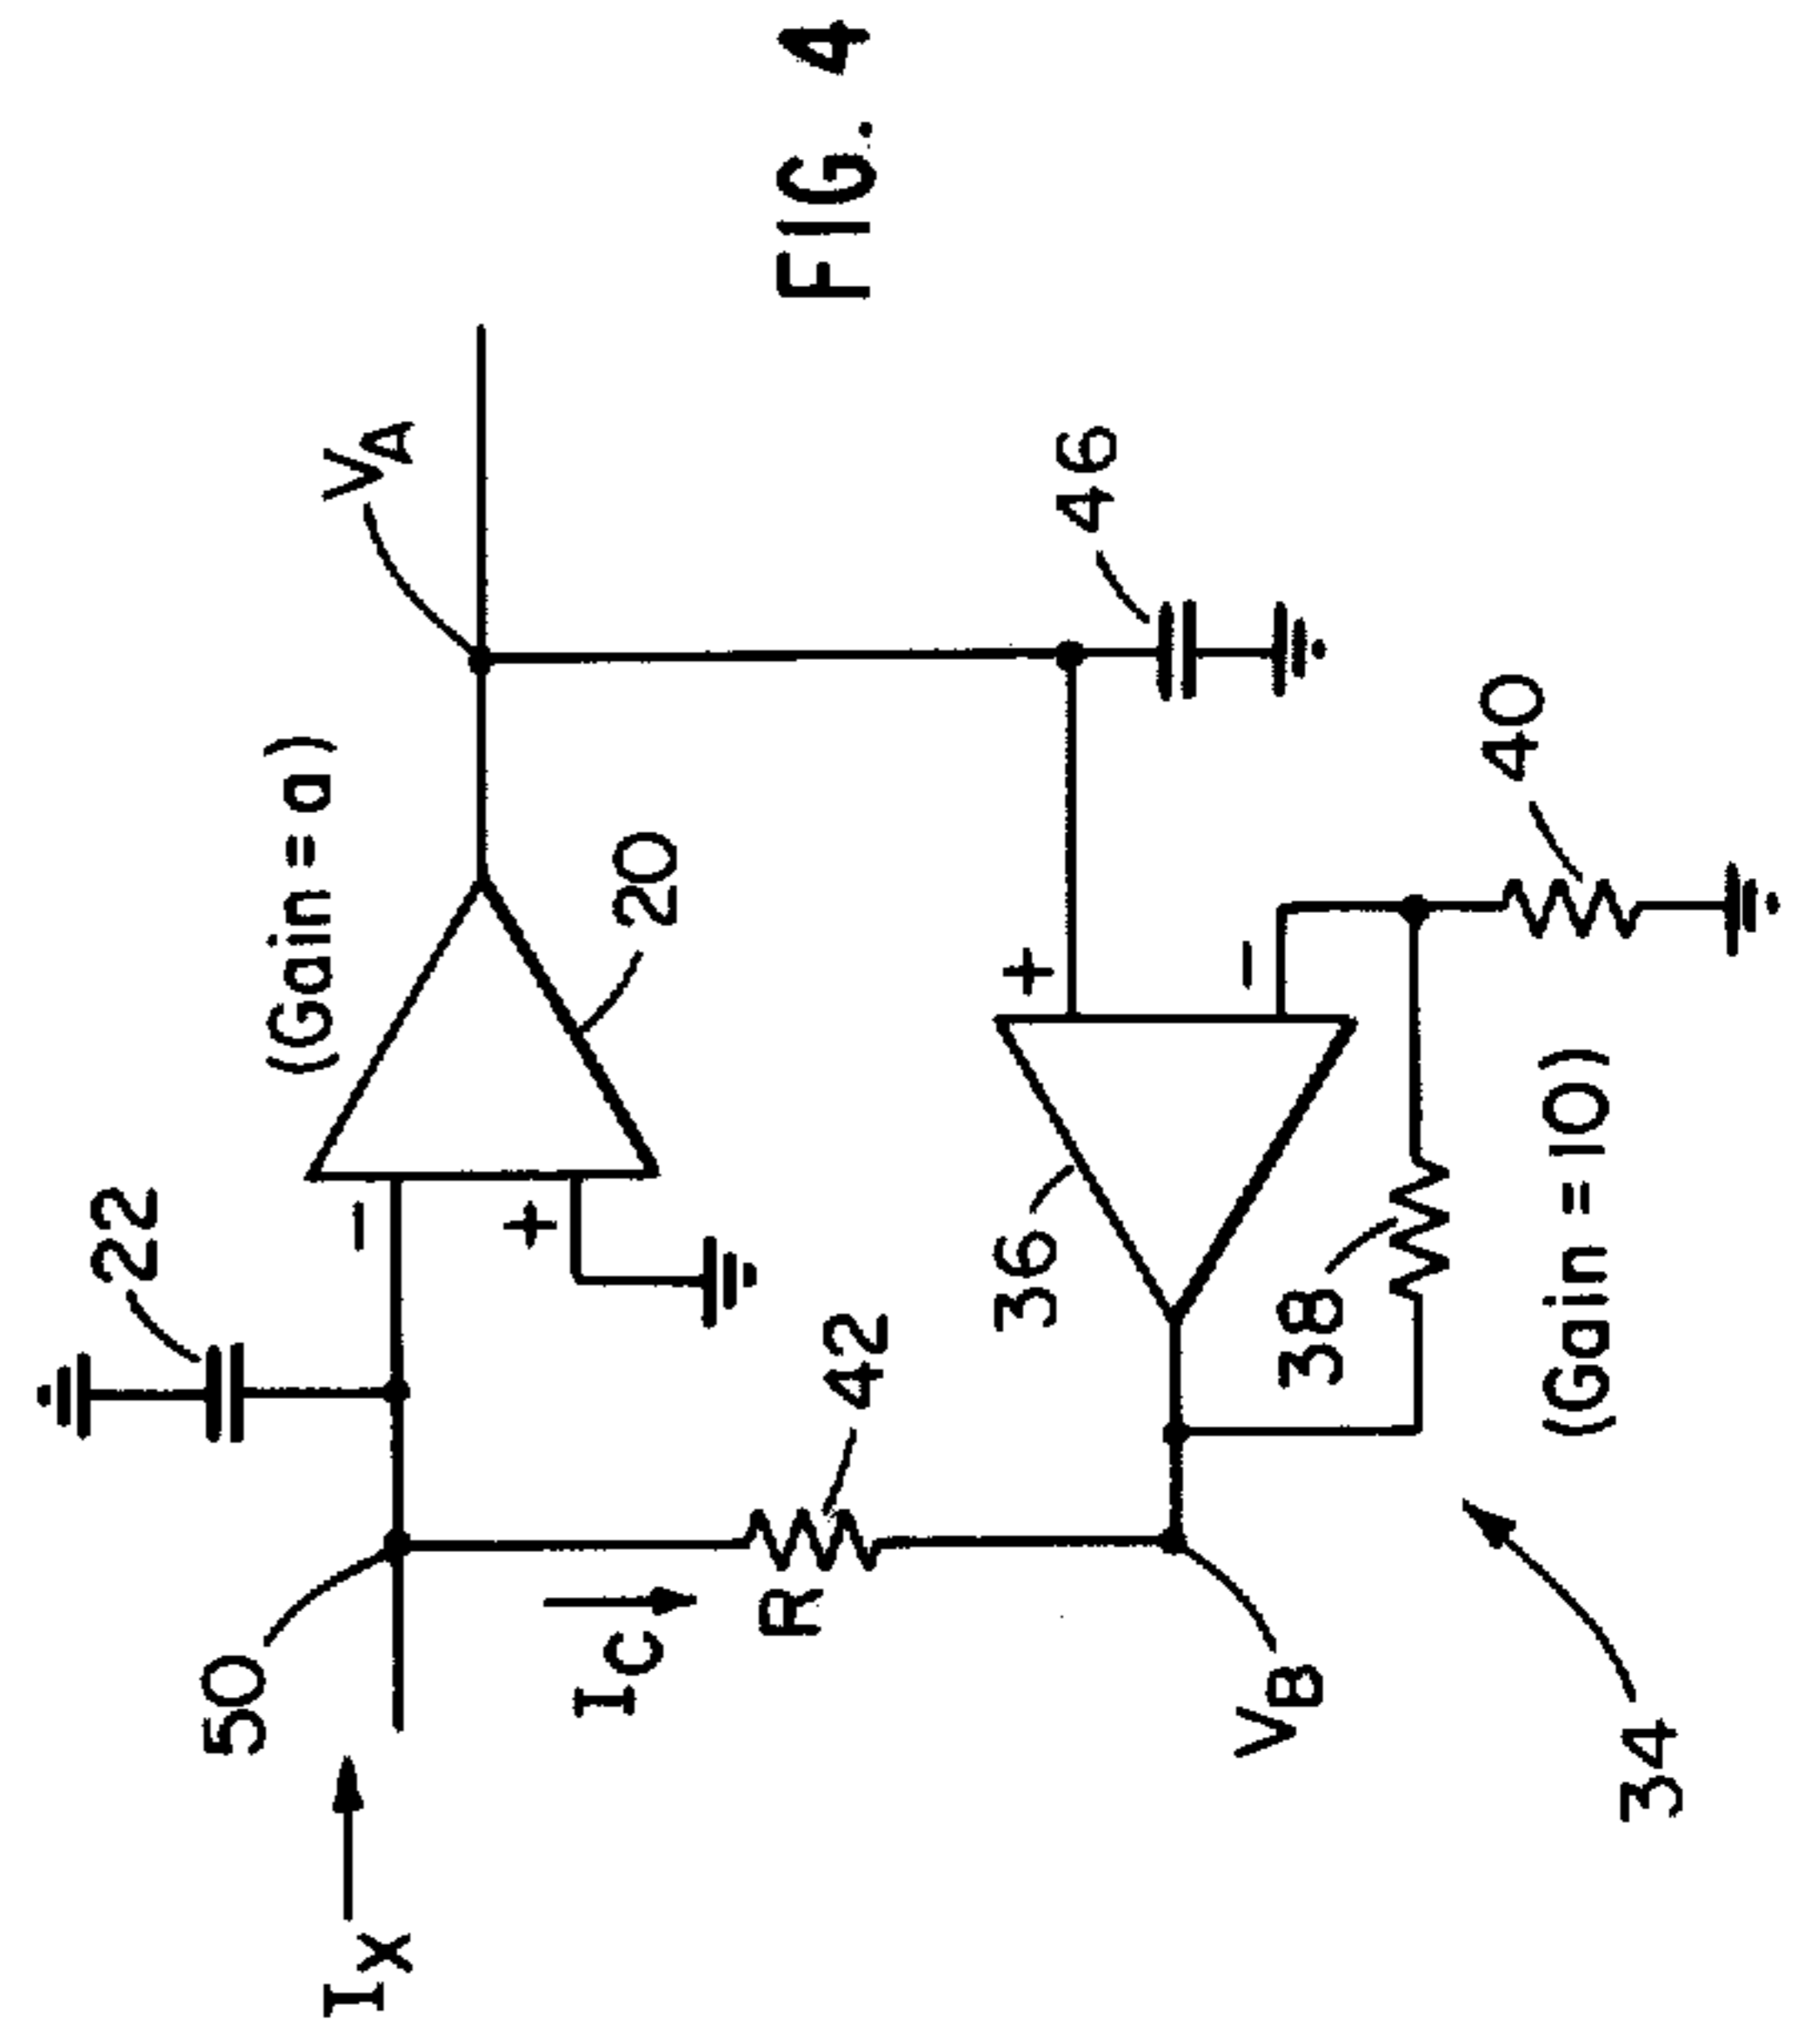 22
(Gain = a)
VA
50
−
+
20
IX
IC
R
42
FIG. 4
36
+
−
46
VB
38
40
(Gain = 10)
34